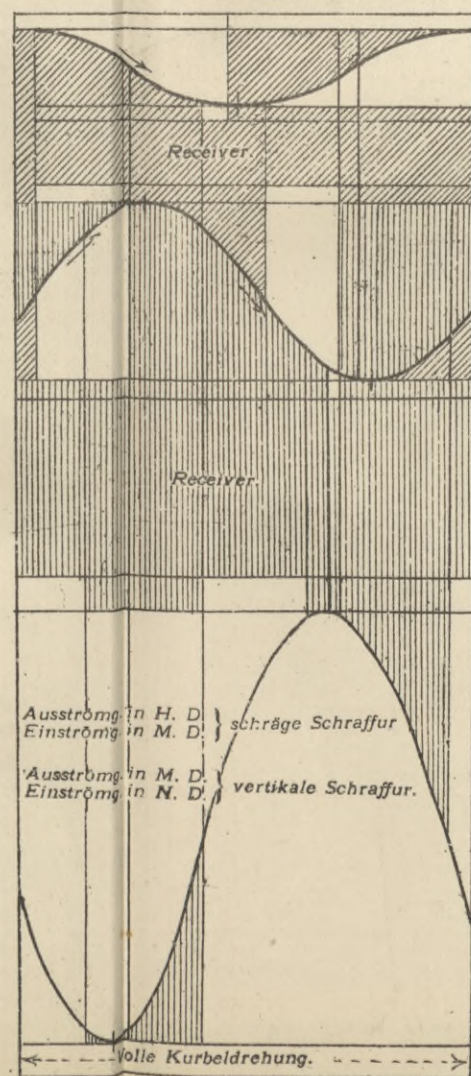 Receiver.
Receiver.
Ausströmg. in H. D. } schräge Schraffur
Einströmg in M. D.
Ausströmg. in M. D. } vertikale Schraffur.
Einströmg in N. D.
Volle Kurbeldrehung.